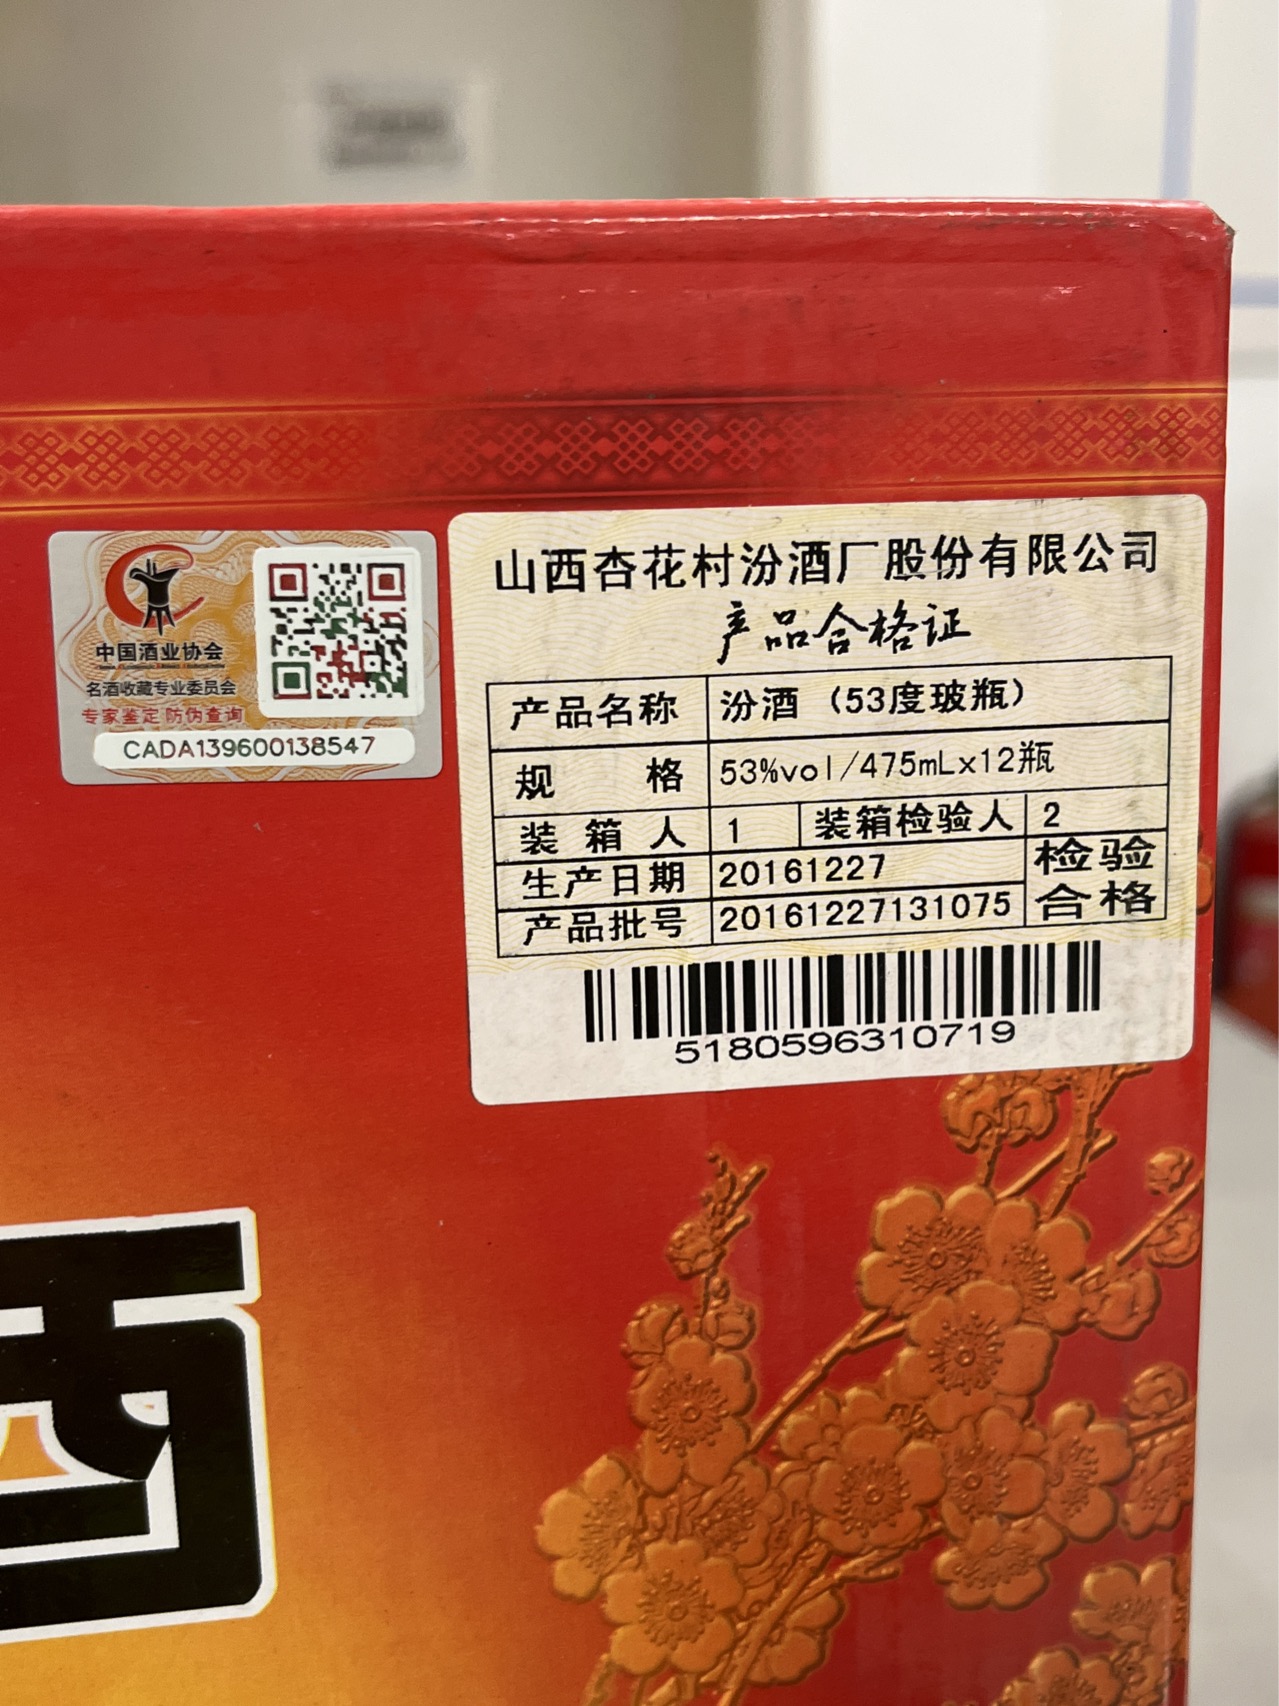 中国酒业协会
名酒收藏专业委员会
专家鉴定 防伪查询
CADA139600138547
山西杏花村汾酒厂股份有限公司
产品合格证
产品名称 汾酒（53度玻瓶）
规 格 53%vol/475mLx12瓶
装箱人 1 装箱检验人 2
生产日期 20161227 检验
产品批号 20161227131075 合格
5180596310719
西